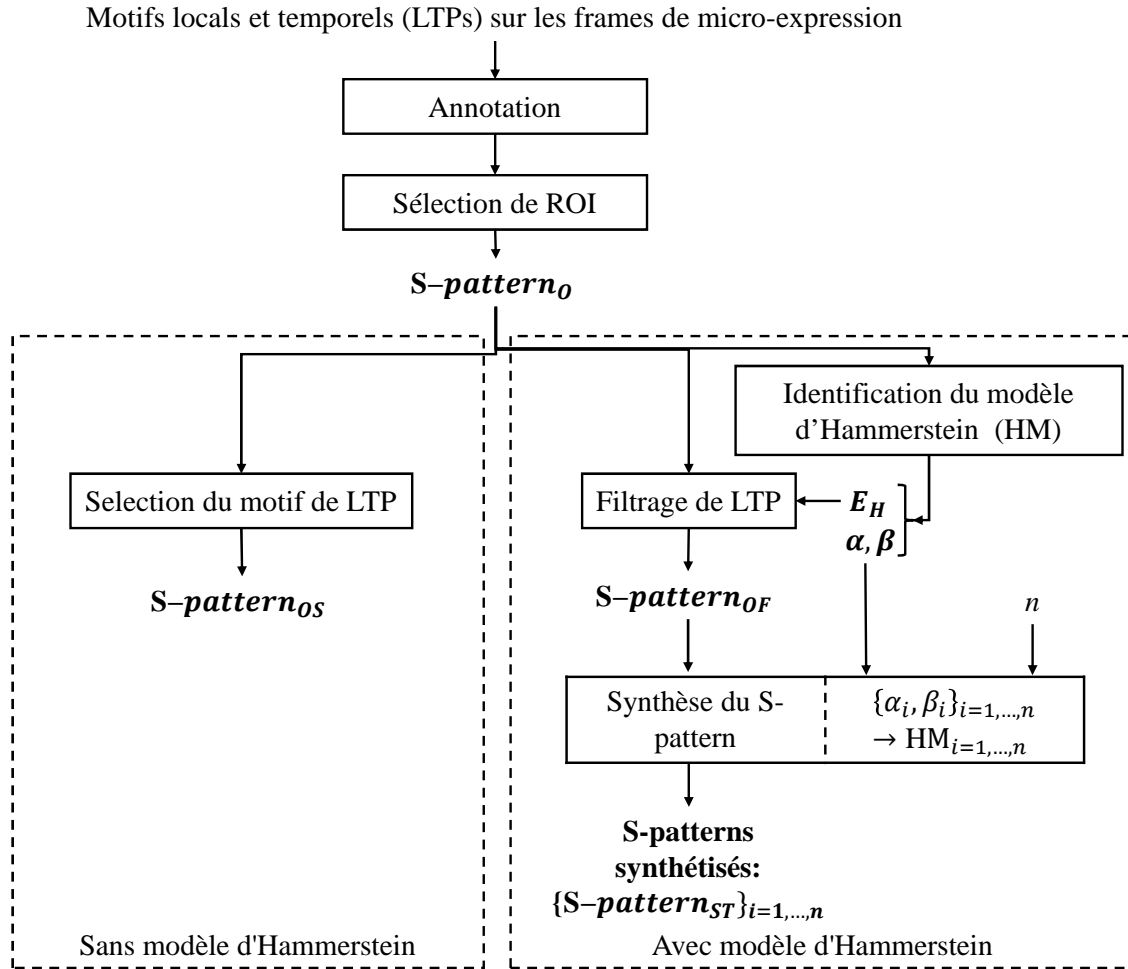 Motifs locals et temporels (LTPs) sur les frames de micro-expression
Annotation
Sélection de ROI
S–pattern_O
Identification du modèle
d’Hammerstein (HM)
Selection du motif de LTP
Filtrage de LTP
E_H
α, β
S–pattern_OS
S–pattern_OF
n
Synthèse du S-
pattern
{α_i, β_i}_{i=1,…,n}
→ HM_{i=1,…,n}
S-patterns
synthétisés:
{S–pattern_ST}_{i=1,…,n}
Sans modèle d'Hammerstein
Avec modèle d'Hammerstein